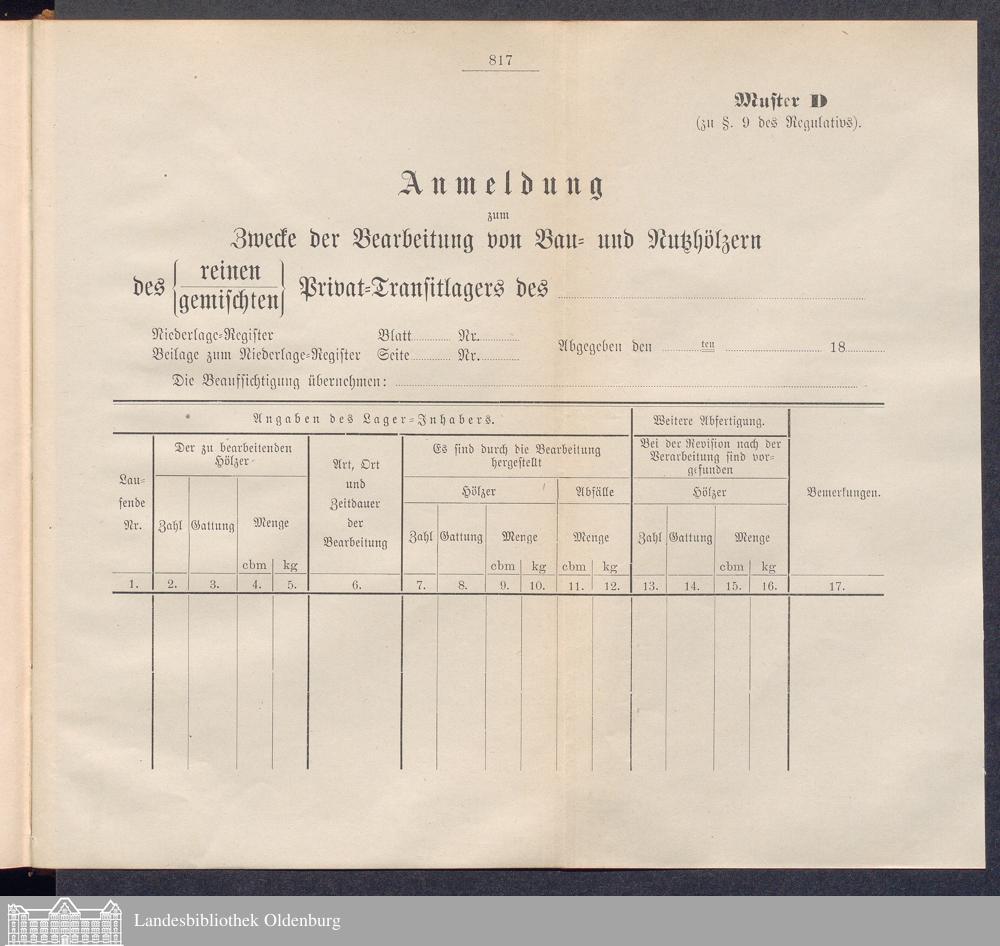 817
Muster D
(zu §. 9 des Regulativs).
Anmeldung
zum
Zwecke der Bearbeitung von Bau- und Nutzhölzern
des {reinen / gemischten} Privat-Transitlagers des
Niederlage-Register Blatt Nr.
Beilage zum Niederlage-Register Seite Nr.
Abgegeben den ten 18
Die Beaufsichtigung übernehmen:
Angaben des Lager-Inhabers.
Weitere Abfertigung.
Bemerkungen.
Lau-
fende
Nr.
Der zu bearbeitenden
Hölzer
Art, Ort
und
Zeitdauer
der
Bearbeitung
Es sind durch die Bearbeitung
hergestellt
Bei der Revision nach der
Verarbeitung sind vor-
gefunden
Hölzer Abfälle Hölzer
Zahl Gattung Menge Zahl Gattung Menge Menge Zahl Gattung Menge
cbm kg cbm kg cbm kg cbm kg
1. 2. 3. 4. 5. 6. 7. 8. 9. 10. 11. 12. 13. 14. 15. 16. 17.
Landesbibliothek Oldenburg